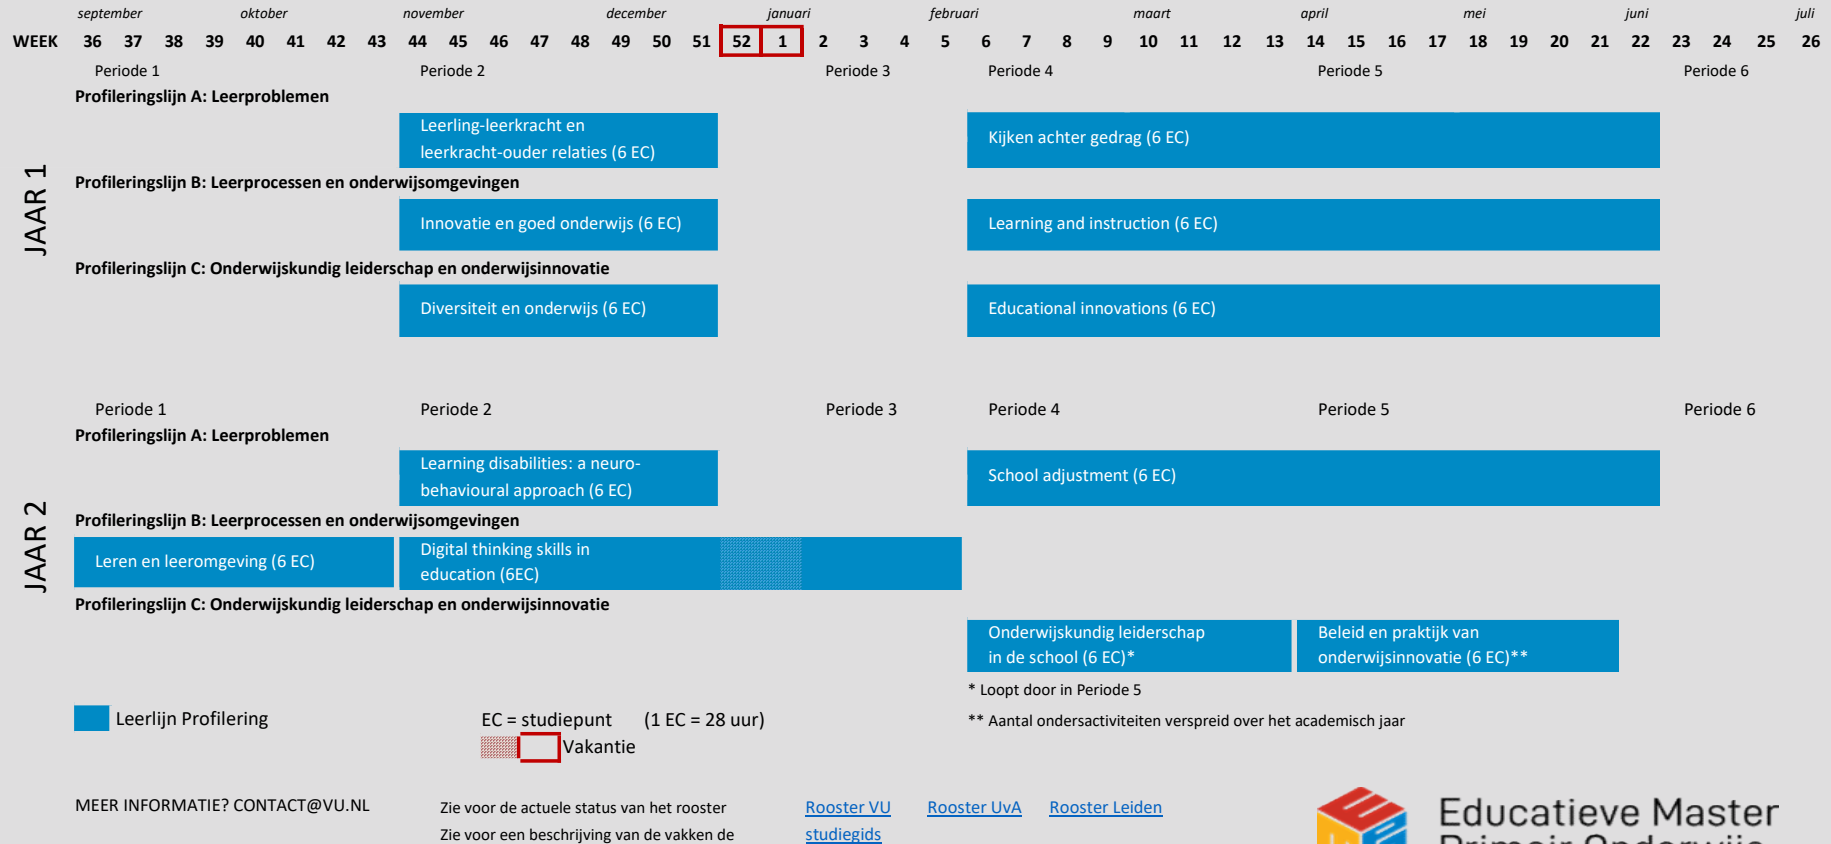 september oktober november december januari februari maart april mei juni juli
WEEK 36 37 38 39 40 41 42 43 44 45 46 47 48 49 50 51 52 1 2 3 4 5 6 7 8 9 10 11 12 13 14 15 16 17 18 19 20 21 22 23 24 25 26
Periode 1 Periode 2 Periode 3 Periode 4 Periode 5 Periode 6
JAAR 1
Profileringslijn A: Leerproblemen
Leerling-leerkracht en
leerkracht-ouder relaties (6 EC)
Kijken achter gedrag (6 EC)
Profileringslijn B: Leerprocessen en onderwijsomgevingen
Innovatie en goed onderwijs (6 EC)
Learning and instruction (6 EC)
Profileringslijn C: Onderwijskundig leiderschap en onderwijsinnovatie
Diversiteit en onderwijs (6 EC)
Educational innovations (6 EC)
Periode 1 Periode 2 Periode 3 Periode 4 Periode 5 Periode 6
JAAR 2
Profileringslijn A: Leerproblemen
Learning disabilities: a neuro-
behavioural approach (6 EC)
School adjustment (6 EC)
Profileringslijn B: Leerprocessen en onderwijsomgevingen
Leren en leeromgeving (6 EC)
Digital thinking skills in
education (6EC)
Profileringslijn C: Onderwijskundig leiderschap en onderwijsinnovatie
Onderwijskundig leiderschap
in de school (6 EC)*
Beleid en praktijk van
onderwijsinnovatie (6 EC)**
* Loopt door in Periode 5
** Aantal ondersactiviteiten verspreid over het academisch jaar
Leerlijn Profilering
EC = studiepunt (1 EC = 28 uur)
Vakantie
MEER INFORMATIE? CONTACT@VU.NL
Zie voor de actuele status van het rooster Rooster VU Rooster UvA Rooster Leiden
Zie voor een beschrijving van de vakken de studiegids
Educatieve Master
Primair Onderwijs